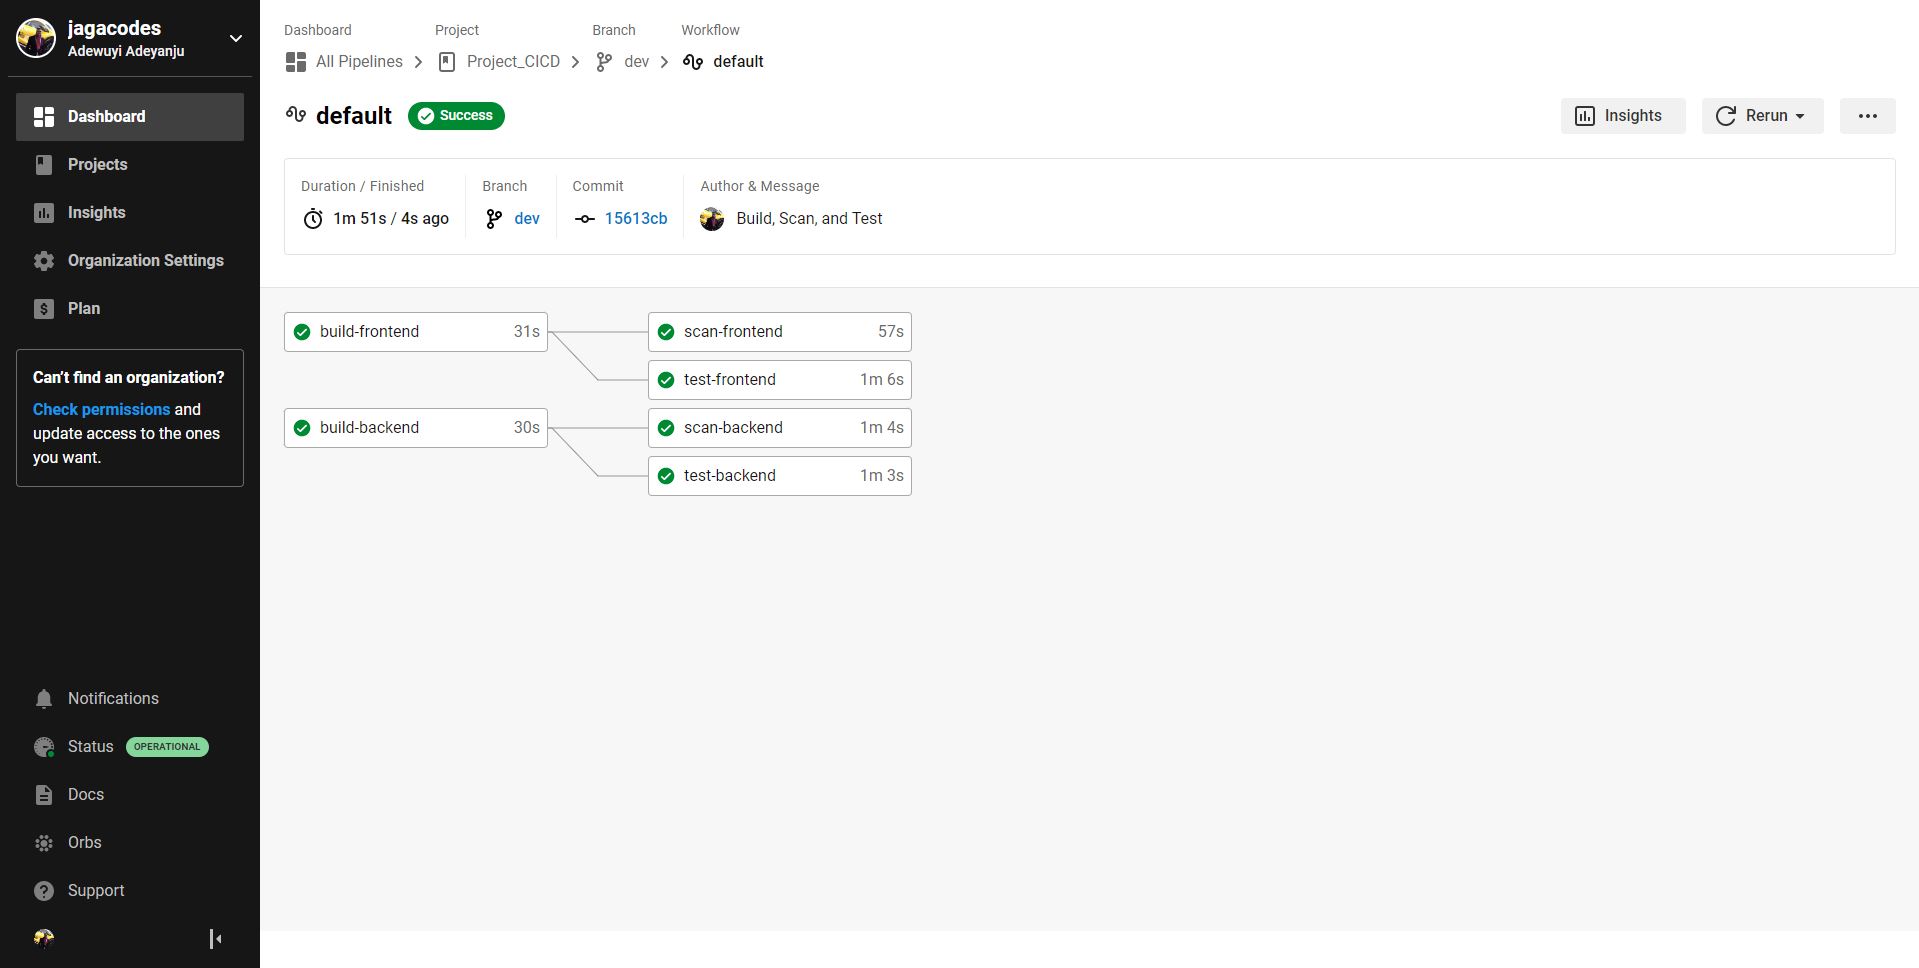 jagacodes
Adewuyi Adeyanju
Dashboard
Projects
Insights
Organization Settings
Plan
Can't find an organization?
Check permissions and
update access to the ones
you want.
Notifications
Status OPERATIONAL
Docs
Orbs
Support
Dashboard Project Branch Workflow
All Pipelines Project_CICD dev default
default Success
Insights Rerun
Duration / Finished Branch Commit Author & Message
1m 51s / 4s ago dev 15613cb Build, Scan, and Test
build-frontend 31s scan-frontend 57s
test-frontend 1m 6s
build-backend 30s scan-backend 1m 4s
test-backend 1m 3s